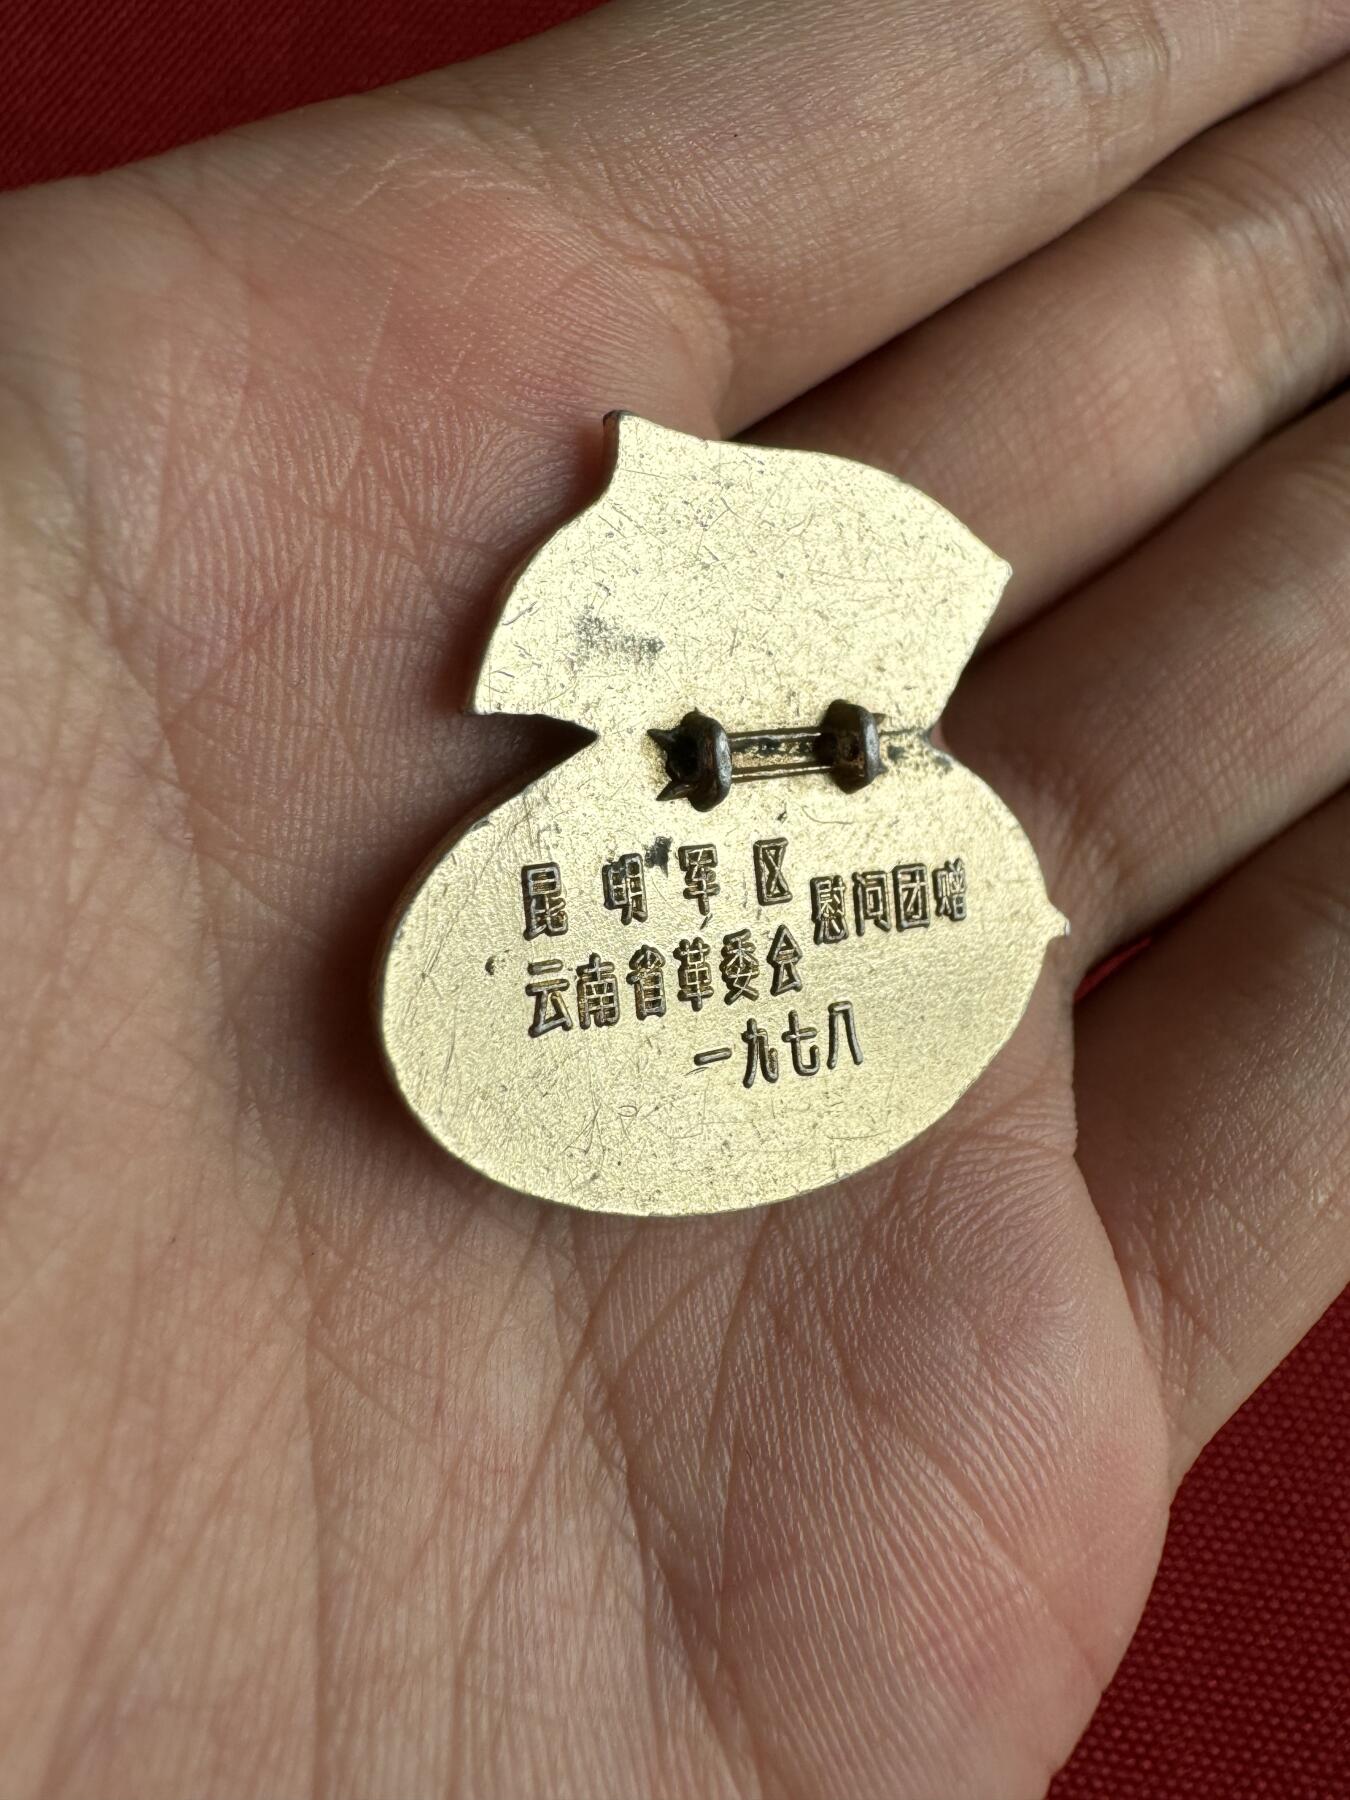 昆明军区
云南省革委会
慰问团赠
一九七八